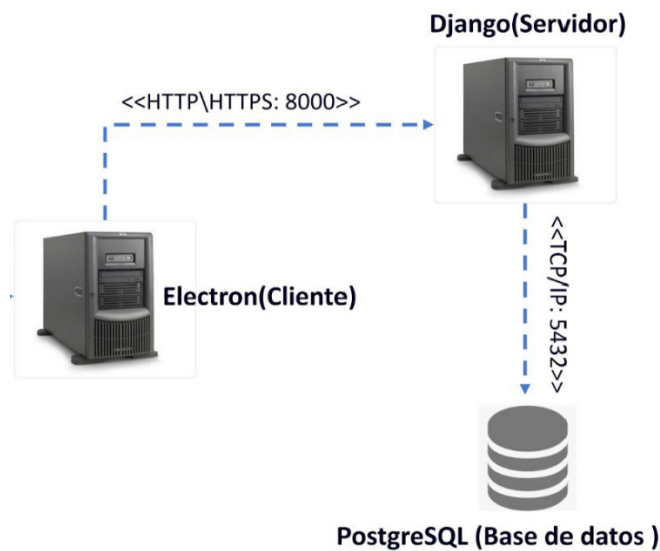 Django(Servidor)
<<HTTP\HTTPS: 8000>>
Electron(Cliente)
<<TCP/IP: 5432>>
PostgreSQL (Base de datos )